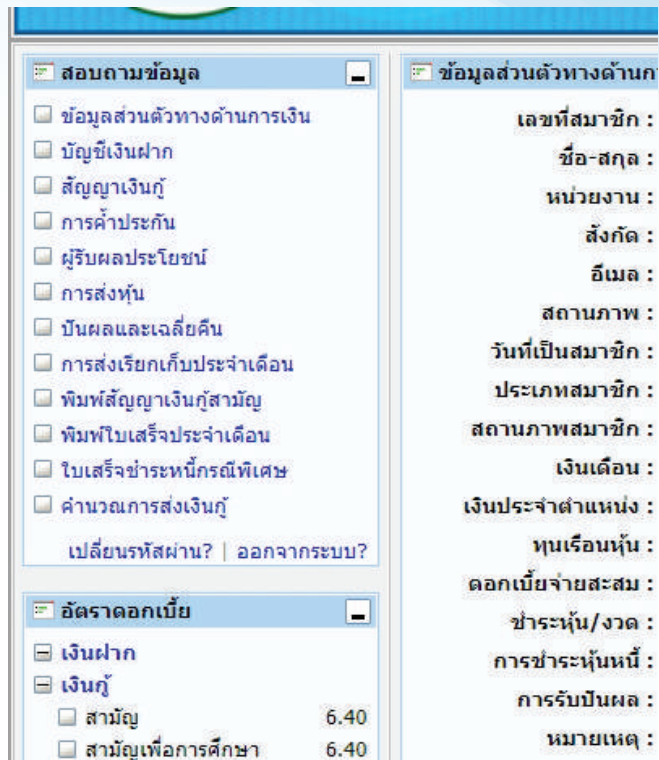 สอบถามข้อมูล
ข้อมูลส่วนตัวทางด้านการเงิน
บัญชีเงินฝาก
สัญญาเงินกู้
การค้ำประกัน
ผู้รับผลประโยชน์
การส่งหุ้น
ปันผลและเฉลี่ยคืน
การส่งเรียกเก็บประจำเดือน
พิมพ์สัญญาเงินกู้สามัญ
พิมพ์ใบเสร็จประจำเดือน
ใบเสร็จชำระหนี้กรณีพิเศษ
คำนวณการส่งเงินกู้
เปลี่ยนรหัสผ่าน? | ออกจากระบบ?
อัตราดอกเบี้ย
เงินฝาก
เงินกู้
สามัญ 6.40
สามัญเพื่อการศึกษา 6.40
ข้อมูลส่วนตัวทางด้านกา
เลขที่สมาชิก :
ชื่อ-สกุล :
หน่วยงาน :
สังกัด :
อีเมล :
สถานภาพ :
วันที่เป็นสมาชิก :
ประเภทสมาชิก :
สถานภาพสมาชิก :
เงินเดือน :
เงินประจำตำแหน่ง :
ทุนเรือนหุ้น :
ดอกเบี้ยจ่ายสะสม :
ชำระหุ้น/งวด :
การชำระหุ้นหนี้ :
การรับปันผล :
หมายเหตุ :